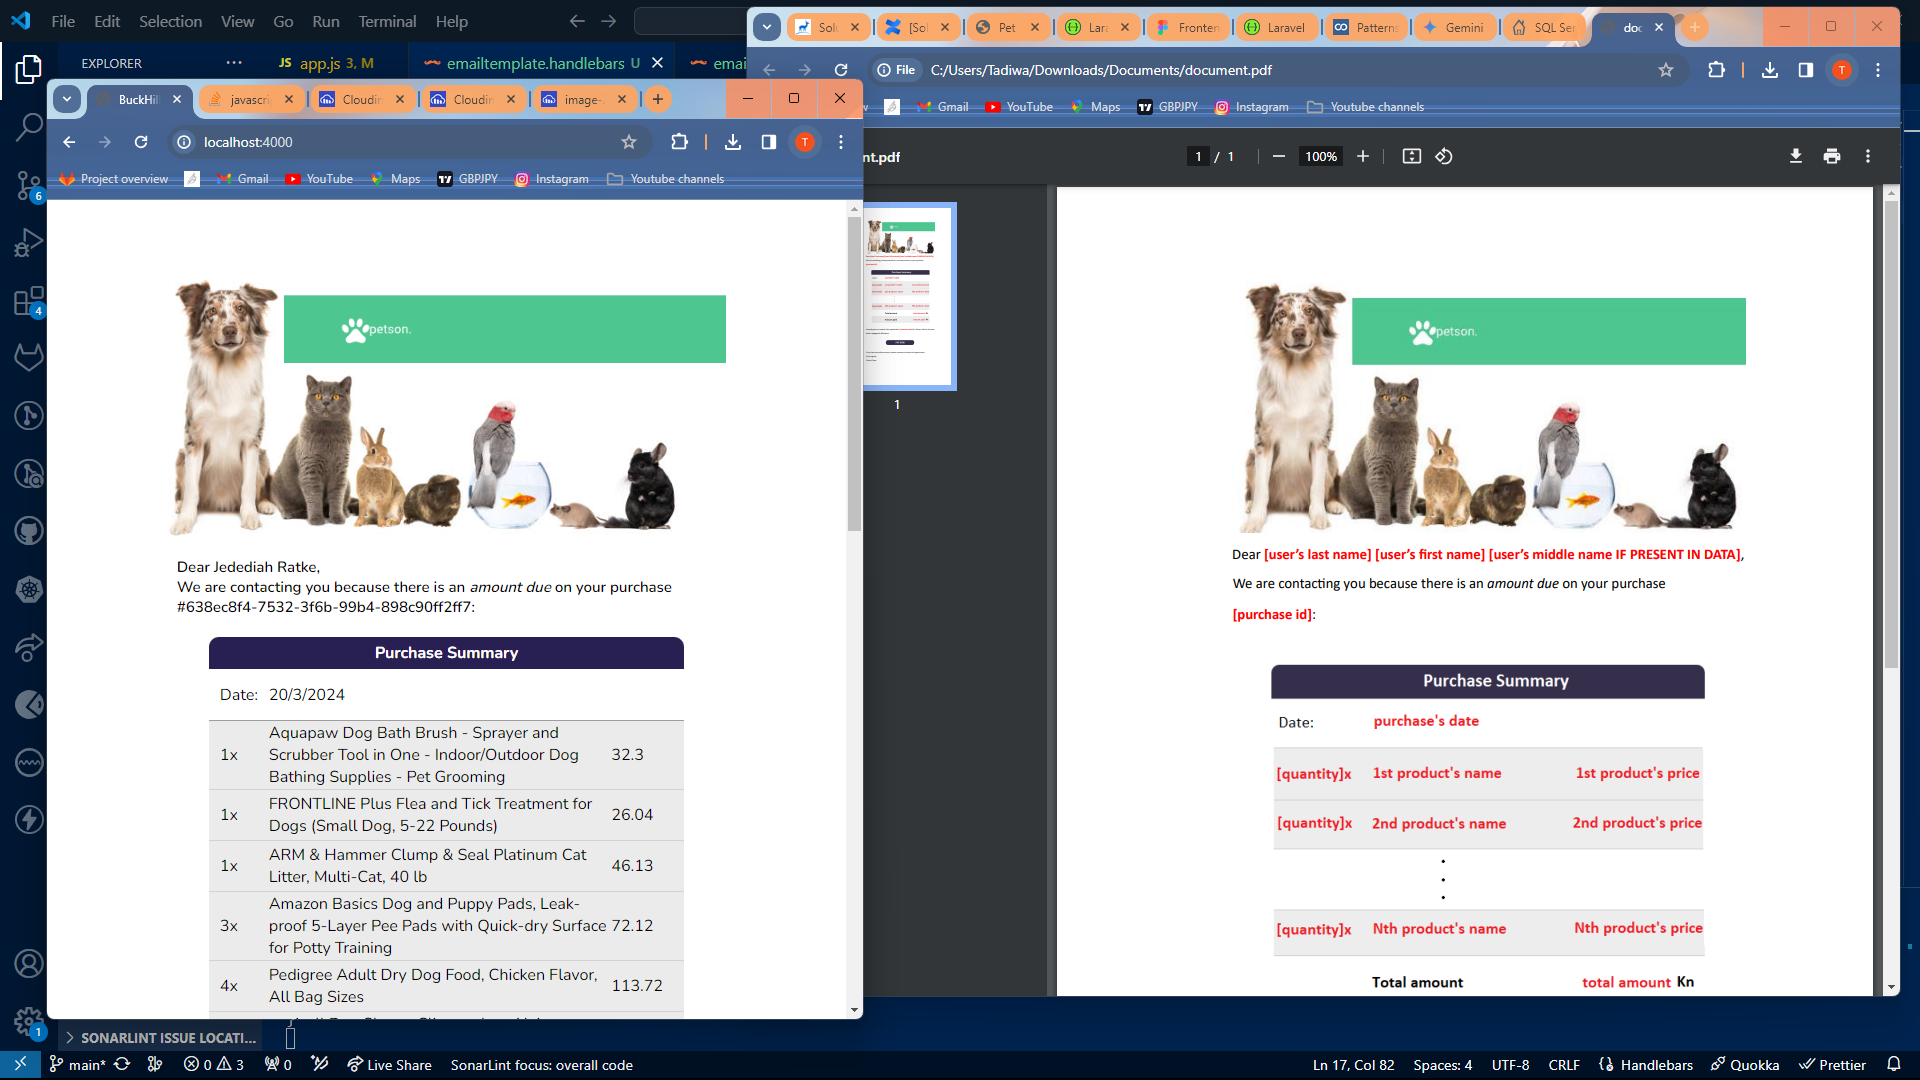 File Edit Selection View Go Run Terminal Help
EXPLORER
JS app.js 3, M
emailtemplate.handlebars U
emai
Solu
[Sol
Pet
Lara
Fronten
Laravel
Patterns
Gemini
SQL Ser
doc
File C:/Users/Tadiwa/Downloads/Documents/document.pdf
T
Gmail YouTube Maps GBPJPY Instagram Youtube channels
nt.pdf
1 / 1
100%
1
BuckHill
javascri
Cloudin
Cloudin
image-
localhost:4000
T
Project overview Gmail YouTube Maps GBPJPY Instagram Youtube channels
petson.
Dear Jedediah Ratke,
We are contacting you because there is an amount due on your purchase
#638ec8f4-7532-3f6b-99b4-898c90ff2ff7:
Purchase Summary
Date: 20/3/2024
1x Aquapaw Dog Bath Brush - Sprayer and
Scrubber Tool in One - Indoor/Outdoor Dog
Bathing Supplies - Pet Grooming 32.3
1x FRONTLINE Plus Flea and Tick Treatment for
Dogs (Small Dog, 5-22 Pounds) 26.04
1x ARM & Hammer Clump & Seal Platinum Cat
Litter, Multi-Cat, 40 lb 46.13
3x Amazon Basics Dog and Puppy Pads, Leak-
proof 5-Layer Pee Pads with Quick-dry Surface
for Potty Training 72.12
4x Pedigree Adult Dry Dog Food, Chicken Flavor,
All Bag Sizes 113.72
petson.
Dear [user's last name] [user's first name] [user's middle name IF PRESENT IN DATA],
We are contacting you because there is an amount due on your purchase
[purchase id]:
Purchase Summary
Date: purchase's date
[quantity]x 1st product's name 1st product's price
[quantity]x 2nd product's name 2nd product's price
[quantity]x Nth product's name Nth product's price
Total amount total amount Kn
6
4
1
SONARLINT ISSUE LOCATI...
main* 0 3 0 Live Share SonarLint focus: overall code
Ln 17, Col 82 Spaces: 4 UTF-8 CRLF Handlebars Quokka Prettier